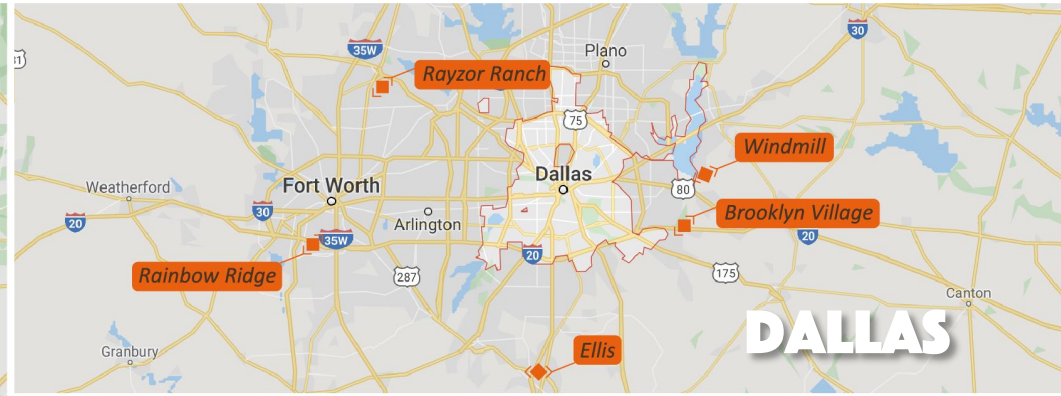 30
35W
Plano
Rayzor Ranch
75
Windmill
Dallas
Weatherford
Fort Worth
80
30
Brooklyn Village
20
Arlington
35W
20
20
Rainbow Ridge
287
175
Canton
DALLAS
Granbury
Ellis